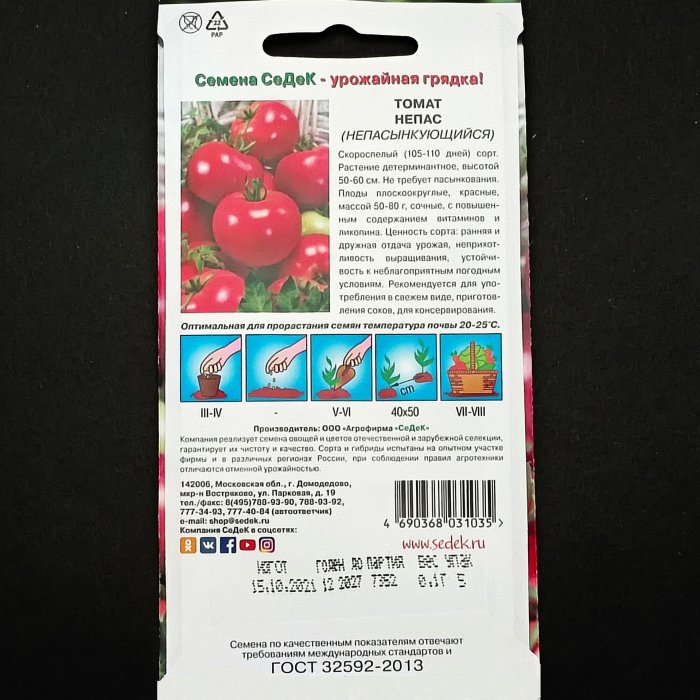 22
PAP
Семена СеДеК - урожайная грядка!
ТОМАТ
НЕПАС
(НЕПАСЫНКУЮЩИЙСЯ)
Скороспелый (105-110 дней) сорт.
Растение детерминантное, высотой
50-60 см. Не требует пасынкования.
Плоды плоскоокруглые, красные,
массой 50-80 г, сочные, с повышен-
ным содержанием витаминов и
ликопина. Ценность сорта: ранняя и
дружная отдача урожая, неприхот-
ливость выращивания, устойчи-
вость к неблагоприятным погодным
условиям. Рекомендуется для упо-
требления в свежем виде, приготов-
ления соков, для консервирования.
Оптимальная для прорастания семян температура почвы 20-25°С.
cm
III-IV - V-VI 40x50 VII-VIII
Производитель: ООО «Агрофирма «СеДеК»
Компания реализует семена овощей и цветов отечественной и зарубежной селекции,
гарантирует их чистоту и качество. Сорта и гибриды испытаны на опытном участке
фирмы и в различных регионах России, при соблюдении правил агротехники
отличаются отменной урожайностью.
142006, Московская обл., г. Домодедово,
мкр-н Востряково, ул. Парковая, д. 19
тел./факс: 8(495)788-93-90, 788-93-92,
777-34-93, 777-40-84 (автоответчик)
e-mail: shop@sedek.ru
Компания СеДеК в соцсетях:
4 690368 031035 >
www.sedek.ru
ИЗГОТ ГОДЕН ДО ПАРТИЯ ВЕС УПАК
15.10.2021 12 2027 7352 0.1Г 5
Семена по качественным показателям отвечают
требованиям международных стандартов и
ГОСТ 32592-2013